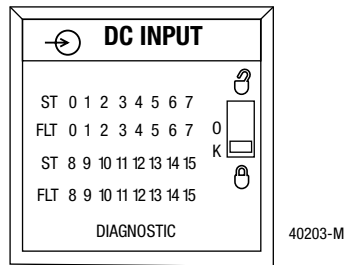 DC INPUT
ST 0 1 2 3 4 5 6 7
FLT 0 1 2 3 4 5 6 7
O
K
ST 8 9 10 11 12 13 14 15
FLT 8 9 10 11 12 13 14 15
DIAGNOSTIC
40203-M